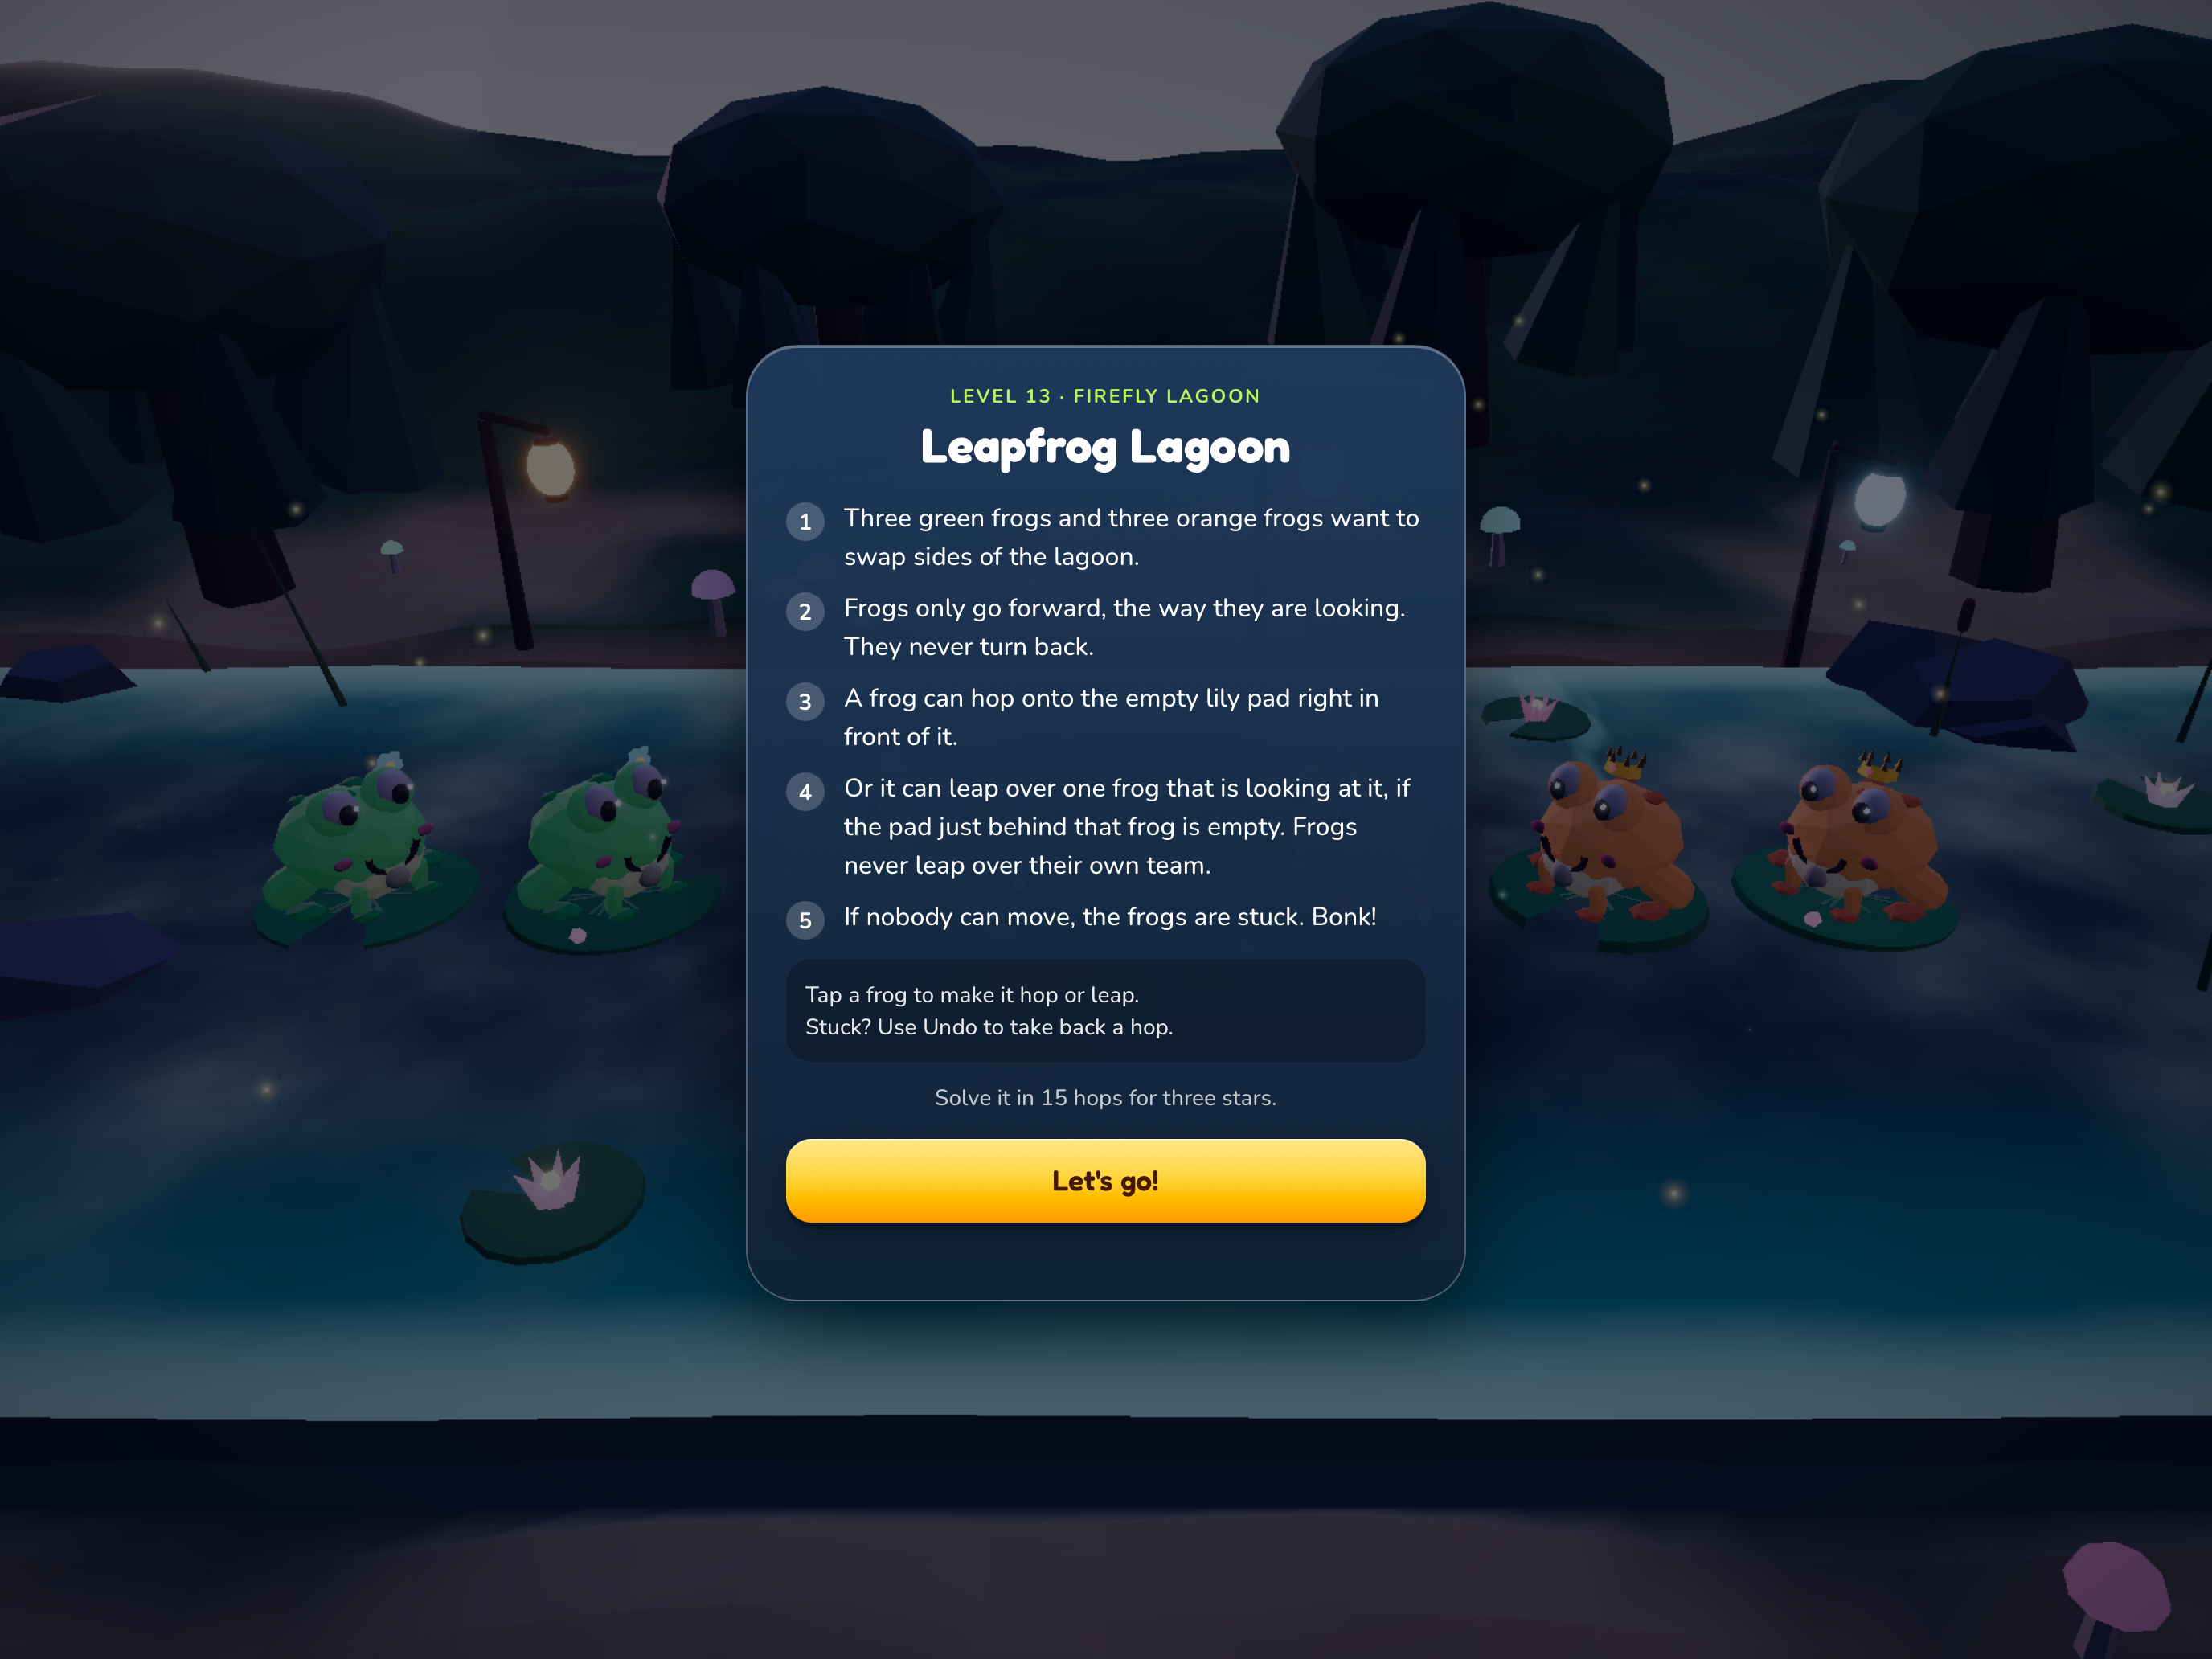 LEVEL 13 · FIREFLY LAGOON
Leapfrog Lagoon
1 Three green frogs and three orange frogs want to
swap sides of the lagoon.
2 Frogs only go forward, the way they are looking.
They never turn back.
3 A frog can hop onto the empty lily pad right in
front of it.
4 Or it can leap over one frog that is looking at it, if
the pad just behind that frog is empty. Frogs
never leap over their own team.
5 If nobody can move, the frogs are stuck. Bonk!
Tap a frog to make it hop or leap.
Stuck? Use Undo to take back a hop.
Solve it in 15 hops for three stars.
Let's go!